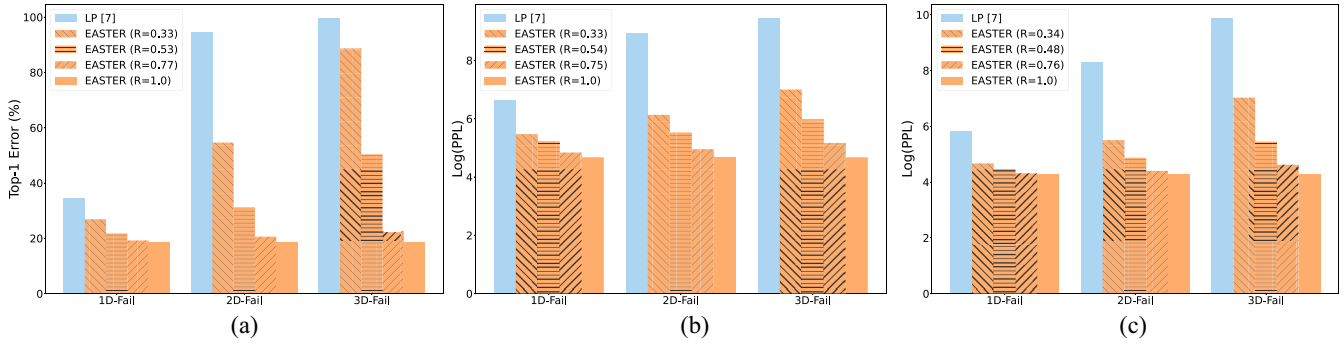 Top-1 Error (%)
100
80
60
40
20
0
LP [7]
EASTER (R=0.33)
EASTER (R=0.53)
EASTER (R=0.77)
EASTER (R=1.0)
1D-Fail
2D-Fail
3D-Fail
(a)
Log(PPL)
8
6
4
2
0
LP [7]
EASTER (R=0.33)
EASTER (R=0.54)
EASTER (R=0.75)
EASTER (R=1.0)
1D-Fail
2D-Fail
3D-Fail
(b)
Log(PPL)
10
8
6
4
2
0
LP [7]
EASTER (R=0.34)
EASTER (R=0.48)
EASTER (R=0.76)
EASTER (R=1.0)
1D-Fail
2D-Fail
3D-Fail
(c)